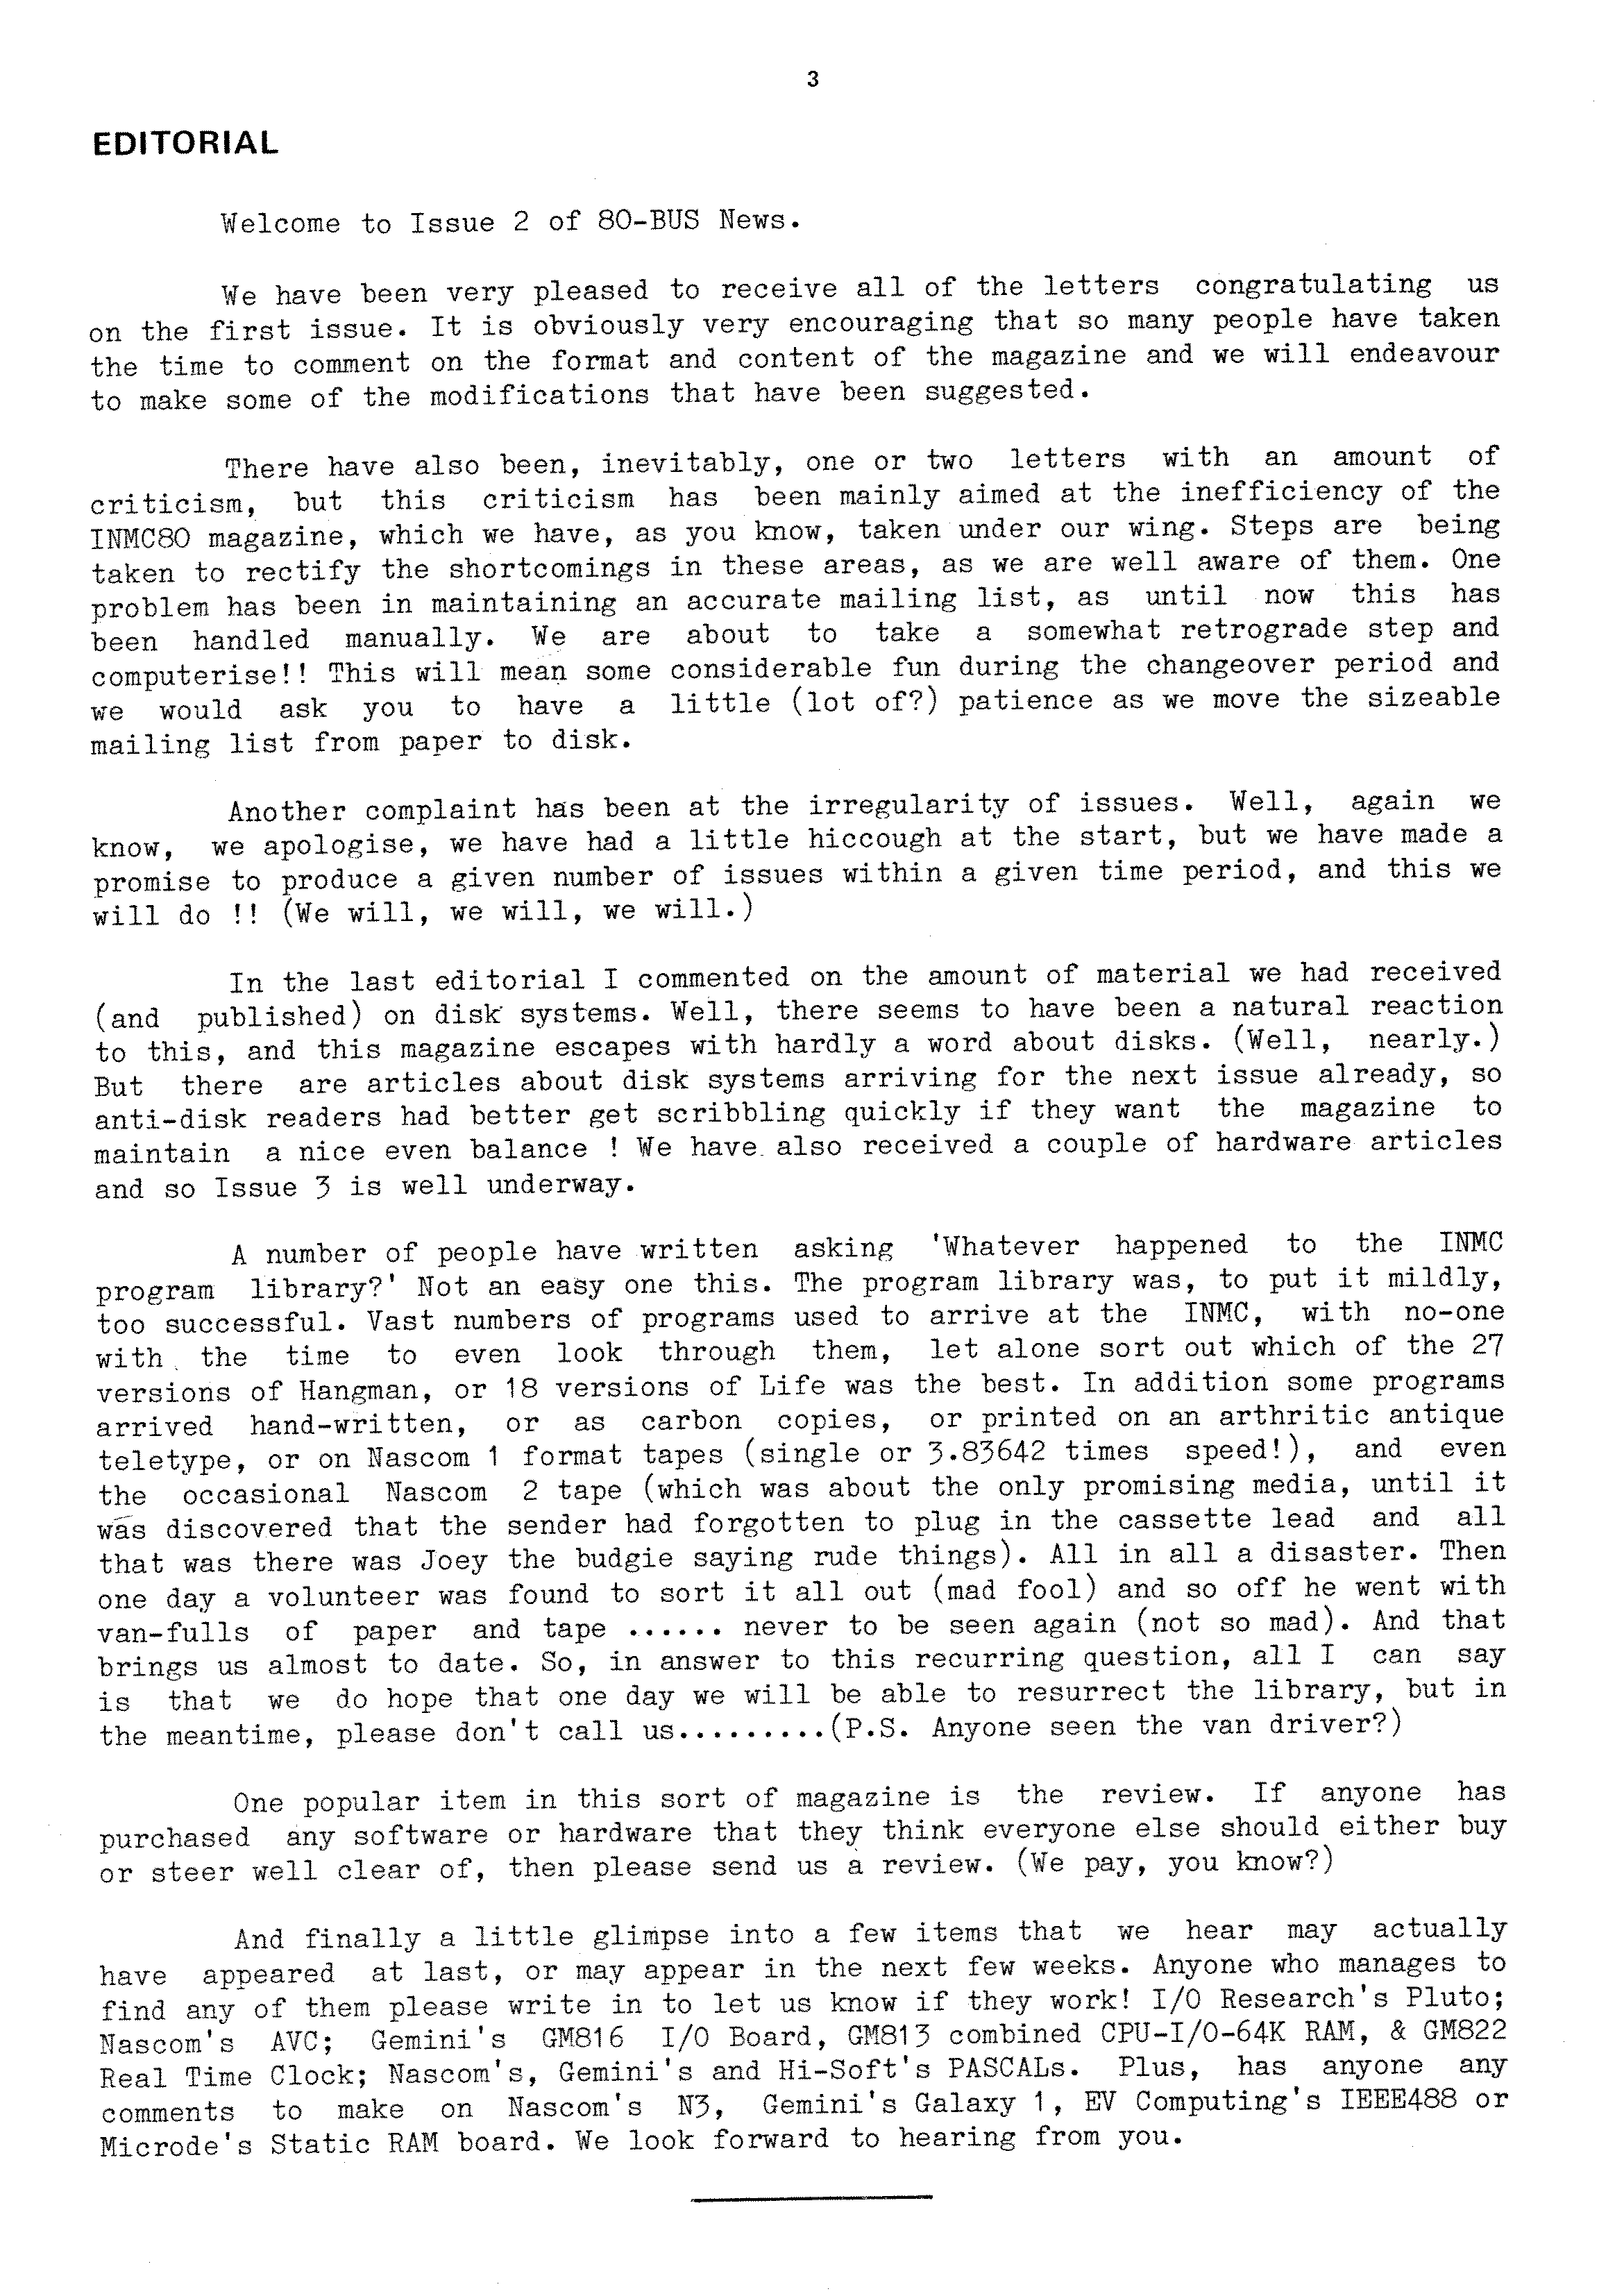 3
EDITORIAL
Welcome to Issue 2 of 80-BUS News.
We have been very pleased to receive all of the letters congratulating us
on the first issue. It is obviously very encouraging that so many people have taken
the time to comment on the format and content of the magazine and we will endeavour
to make some of the modifications that have been suggested.
There have also been, inevitably, one or two letters with an amount of
criticism, but this criticism has been mainly aimed at the inefficiency of the
INMC80 magazine, which we have, as you know, taken under our wing. Steps are being
taken to rectify the shortcomings in these areas, as we are well aware of them. One
problem has been in maintaining an accurate mailing list, as until now this has
been handled manually. We are about to take a somewhat retrograde step and
computerise!! This will mean some considerable fun during the changeover period and
we would ask you to have a little (lot of?) patience as we move the sizeable
mailing list from paper to disk.
Another complaint has been at the irregularity of issues. Well, again we
know, we apologise, we have had a little hiccough at the start, but we have made a
promise to produce a given number of issues within a given time period, and this we
will do !! (We will, we will, we will.)
In the last editorial I commented on the amount of material we had received
(and published) on disk systems. Well, there seems to have been a natural reaction
to this, and this magazine escapes with hardly a word about disks. (Well, nearly.)
But there are articles about disk systems arriving for the next issue already, so
anti-disk readers had better get scribbling quickly if they want the magazine to
maintain a nice even balance ! We have also received a couple of hardware articles
and so Issue 3 is well underway.
A number of people have written asking 'Whatever happened to the INMC
program library?' Not an easy one this. The program library was, to put it mildly,
too successful. Vast numbers of programs used to arrive at the INMC, with no-one
with the time to even look through them, let alone sort out which of the 27
versions of Hangman, or 18 versions of Life was the best. In addition some programs
arrived hand-written, or as carbon copies, or printed on an arthritic antique
teletype, or on Nascom 1 format tapes (single or 3.83642 times speed!), and even
the occasional Nascom 2 tape (which was about the only promising media, until it
was discovered that the sender had forgotten to plug in the cassette lead and all
that was there was Joey the budgie saying rude things). All in all a disaster. Then
one day a volunteer was found to sort it all out (mad fool) and so off he went with
van-fulls of paper and tape ...... never to be seen again (not so mad). And that
brings us almost to date. So, in answer to this recurring question, all I can say
is that we do hope that one day we will be able to resurrect the library, but in
the meantime, please don't call us.........(P.S. Anyone seen the van driver?)
One popular item in this sort of magazine is the review. If anyone has
purchased any software or hardware that they think everyone else should either buy
or steer well clear of, then please send us a review. (We pay, you know?)
And finally a little glimpse into a few items that we hear may actually
have appeared at last, or may appear in the next few weeks. Anyone who manages to
find any of them please write in to let us know if they work! I/O Research's Pluto;
Nascom's AVC; Gemini's GM816 I/O Board, GM813 combined CPU-I/O-64K RAM, & GM822
Real Time Clock; Nascom's, Gemini's and Hi-Soft's PASCALs. Plus, has anyone any
comments to make on Nascom's N3, Gemini's Galaxy 1, EV Computing's IEEE488 or
Microde's Static RAM board. We look forward to hearing from you.